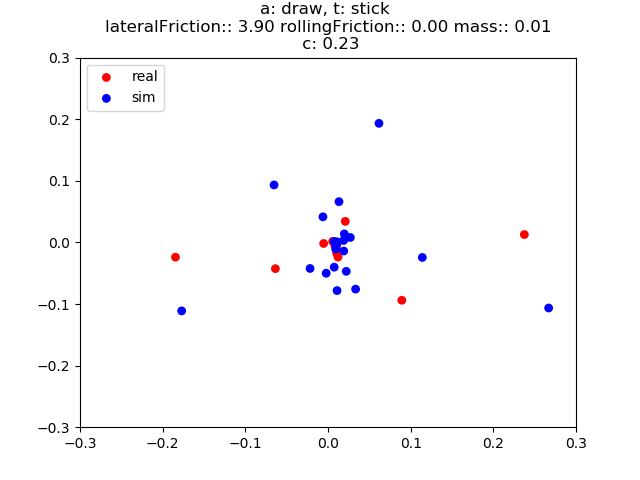 a: draw, t: stick
lateralFriction:: 3.90 rollingFriction:: 0.00 mass:: 0.01
c: 0.23
real
sim
0.3
0.2
0.1
0.0
−0.1
−0.2
−0.3
−0.3 −0.2 −0.1 0.0 0.1 0.2 0.3